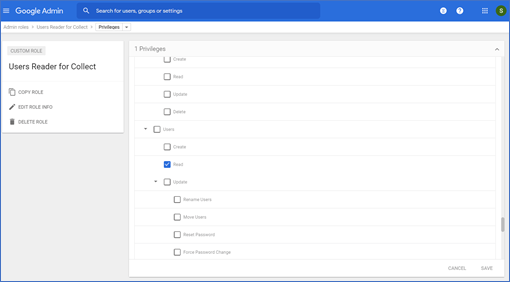 Google Admin
Search for users, groups or settings
S
Admin roles > Users Reader for Collect > Privileges
CUSTOM ROLE
Users Reader for Collect
COPY ROLE
EDIT ROLE INFO
DELETE ROLE
1 Privileges
Create
Read
Update
Delete
Users
Create
Read
Update
Rename Users
Move Users
Reset Password
Force Password Change
CANCEL
SAVE